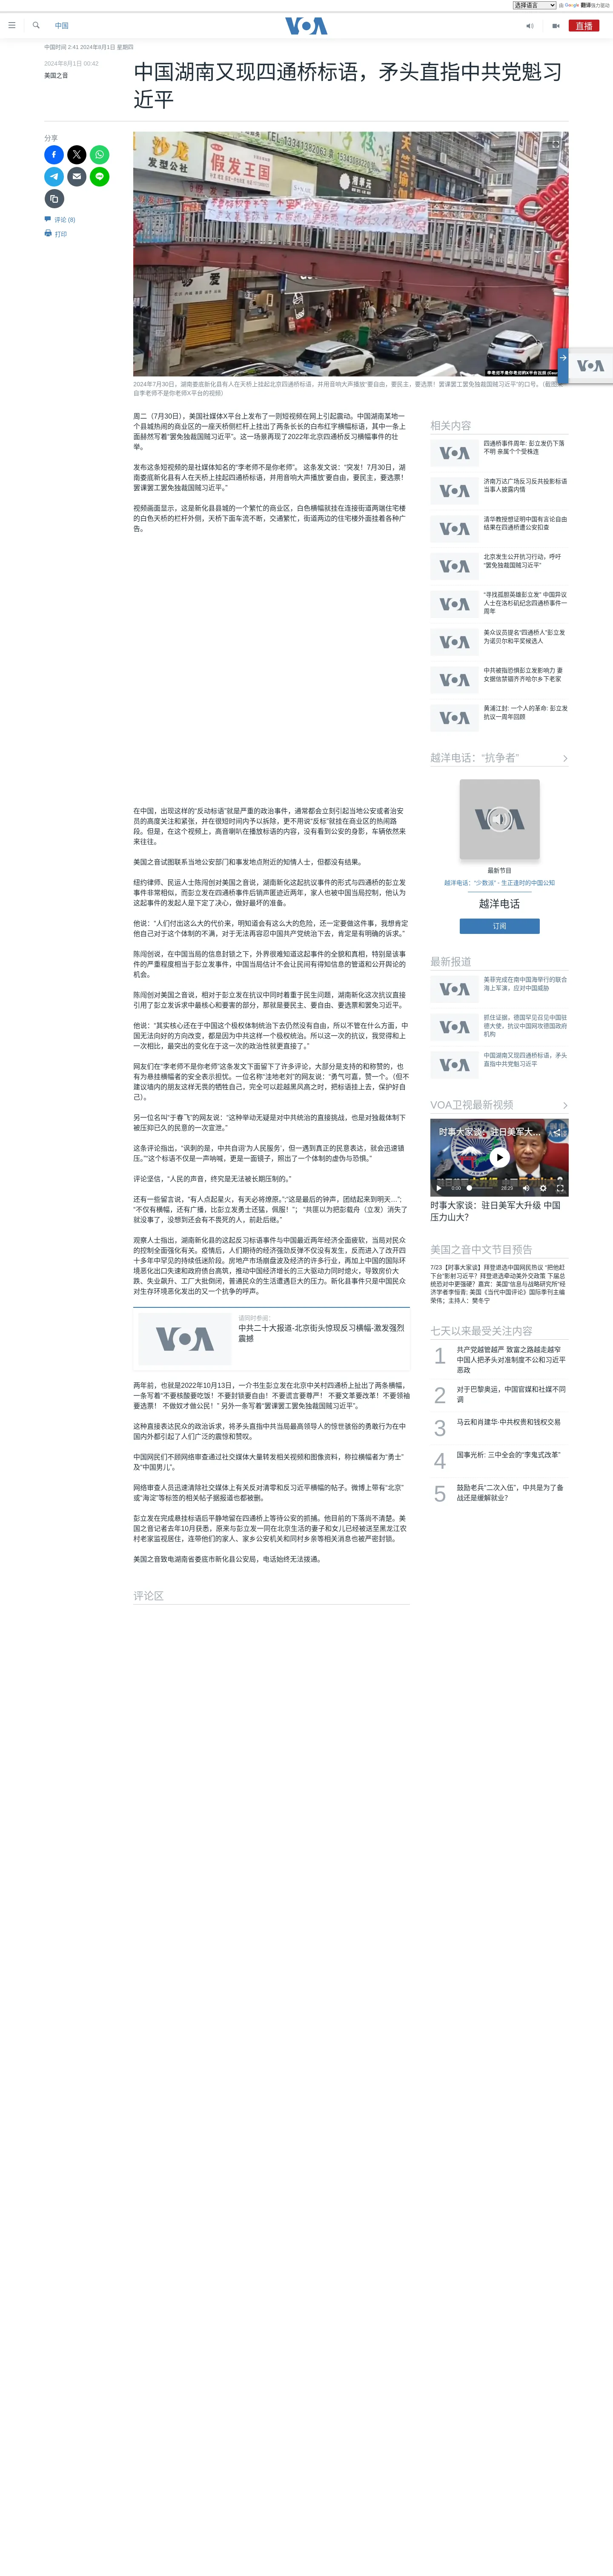 选择语言
由 Google 翻译强力驱动
中国
VOA
直播
中国时间 2:41 2024年8月1日 星期四
2024年8月1日 00:42
美国之音
中国湖南又现四通桥标语，矛头直指中共党魁习
近平
分享
评论 (8)
打印
假发王国
2024年7月30日，湖南娄底新化县有人在天桥上挂起北京四通桥标语，并用音响大声播放“要自由，要民主，要选票！罢课罢工罢免独裁国贼习近平”的口号。（截图
自李老师不是你老师X平台的视频）
周二（7月30日），美国社媒体X平台上发布了一则短视频在网上引起震动。中国湖南某地一
个县城热闹的商业区的一座天桥侧栏杆上挂出了两条长长的白布红字横幅标语，其中一条上
面赫然写着“罢免独裁国贼习近平”。这一场景再现了2022年北京四通桥反习横幅事件的壮
举。
发布这条短视频的是社媒体知名的“李老师不是你老师”。 这条发文说：“突发！7月30日，湖
南娄底新化县有人在天桥上挂起四通桥标语，并用音响大声播放‘要自由，要民主，要选票！
罢课罢工罢免独裁国贼习近平。”
视频画面显示，这是新化县县城的一个繁忙的商业区，白色横幅就挂在连接街道两端住宅楼
的白色天桥的栏杆外侧，天桥下面车流不断，交通繁忙，街道两边的住宅楼外面挂着各种广
告。
在中国，出现这样的“反动标语”就是严重的政治事件，通常都会立刻引起当地公安或者治安
员的高度关注和紧张，并在很短时间内予以拆除，更不用说“反标”就挂在商业区的热闹路
段。但是，在这个视频上，高音喇叭在播放标语的内容，没有看到公安的身影，车辆依然来
来往往。
美国之音试图联系当地公安部门和事发地点附近的知情人士，但都没有结果。
纽约律师、民运人士陈闯创对美国之音说，湖南新化这起抗议事件的形式与四通桥的彭立发
事件非常相似，而彭立发在四通桥事件后销声匿迹近两年，家人也被中国当局控制，他认为
这起事件的发起人是下定了决心，做好最坏的准备。
他说：“人们付出这么大的代价来，明知道会有这么大的危险，还一定要做这件事，我想肯定
他自己对于这个体制的不满，对于无法再容忍中国共产党统治下去，肯定是有明确的诉求。”
陈闯创说，在中国当局的信息封锁之下，外界很难知道这起事件的全貌和真相，特别是该事
件的严重程度相当于彭立发事件，中国当局估计不会让民间有得知信息的管道和公开舆论的
机会。
陈闯创对美国之音说，相对于彭立发在抗议中同时着重于民生问题，湖南新化这次抗议直接
引用了彭立发诉求中最核心和要害的部分，那就是要民主、要自由、要选票和罢免习近平。
他说：“其实核心还在于中国这个极权体制统治下去仍然没有自由，所以不管在什么方面，中
国无法向好的方向改变，都是因为中共这样一个极权统治。所以这一次的抗议，我觉得和上
一次相比，最突出的变化在于这一次的政治性就更直接了。”
网友们在“李老师不是你老师”这条发文下面留下了许多评论，大部分是支持的和称赞的，也
有为悬挂横幅者的安全表示担忧。一位名称“洼地老刘”的网友说：“勇气可嘉，赞一个。（但不
建议墙内的朋友这样无畏的牺牲自己，完全可以趁越黑风高之时，把标语挂上去，保护好自
己）。
另一位名叫“于春飞”的网友说：“这种举动无疑是对中共统治的直接挑战，也是对独裁体制下
被压抑已久的民意的一次宣泄。”
这条评论指出，“讽刺的是，中共自诩‘为人民服务’，但一遇到真正的民意表达，就会迅速镇
压。”“这个标语不仅是一声呐喊，更是一面镜子，照出了一个体制的虚伪与恐惧。”
评论坚信，“人民的声音，终究是无法被长期压制的。”
还有一些留言说，“有人点起星火，有天必将燎原。”;“这是最后的钟声，团结起来到明天…”;
“不仅有横幅，还有广播，比彭立发勇士还猛，佩服！”； “共匪以为把彭载舟（立发）消失了
就没事了，没想到还会有不畏死的人，前赴后继。”
观察人士指出，湖南新化县的这起反习标语事件与中国最近两年经济全面疲软，当局对民众
的控制全面强化有关。疫情后，人们期待的经济强劲反弹不仅没有发生，反而进入了改开四
十多年中罕见的持续低迷阶段。房地产市场崩盘波及经济的许多行业，再加上中国的国际环
境恶化出口失速和政府债台高筑，推动中国经济增长的三大驱动力同时熄火，导致房价大
跌、失业飙升、工厂大批倒闭，普通民众的生活遭遇巨大的压力。新化县事件只是中国民众
对生存环境恶化发出的又一个抗争的呼声。
请同时参阅：
中共二十大报道-北京街头惊现反习横幅-激发强烈
震撼
两年前，也就是2022年10月13日，一介书生彭立发在北京中关村四通桥上扯出了两条横幅，
一条写着“不要核酸要吃饭！不要封锁要自由！不要谎言要尊严！ 不要文革要改革！不要领袖
要选票！ 不做奴才做公民！” 另外一条写着“罢课罢工罢免独裁国贼习近平”。
这种直接表达民众的政治诉求，将矛头直指中共当局最高领导人的惊世骇俗的勇敢行为在中
国内外都引起了人们广泛的震惊和赞叹。
中国网民们不顾网络审查通过社交媒体大量转发相关视频和图像资料，称拉横幅者为“勇士”
及“中国男儿”。
网络审查人员迅速清除社交媒体上有关反对清零和反习近平横幅的帖子。微博上带有“北京”
或“海淀”等标签的相关帖子据报道也都被删。
彭立发在完成悬挂标语后平静地留在四通桥上等待公安的抓捕。他目前的下落尚不清楚。美
国之音记者去年10月获悉，原来与彭立发一同在北京生活的妻子和女儿已经被送至黑龙江农
村老家监视居住，连带他们的家人、家乡公安机关和同村乡亲等相关消息也被严密封锁。
美国之音致电湖南省娄底市新化县公安局，电话始终无法拨通。
评论区
相关内容
四通桥事件周年: 彭立发仍下落
不明 亲属个个受株连
济南万达广场反习反共投影标语
当事人披露内情
清华教授想证明中国有言论自由
结果在四通桥遭公安扣查
北京发生公开抗习行动，呼吁
“罢免独裁国贼习近平”
“寻找孤胆英雄彭立发” 中国异议
人士在洛杉矶纪念四通桥事件一
周年
美众议员提名“四通桥人”彭立发
为诺贝尔和平奖候选人
中共被指恐惧彭立发影响力 妻
女据信禁锢齐齐哈尔乡下老家
黄浦江封: 一个人的革命: 彭立发
抗议一周年回顾
越洋电话：“抗争者”
最新节目
越洋电话：“少数派” - 生正逢时的中国公知
越洋电话
订阅
最新报道
美菲完成在南中国海举行的联合
海上军演，应对中国威胁
抓住证据，德国罕见召见中国驻
德大使，抗议中国网攻德国政府
机构
中国湖南又现四通桥标语，矛头
直指中共党魁习近平
VOA卫视最新视频
时事大家谈：驻日美军大…
0:00
时事大家谈：驻日美军大升级 中国
压力山大？
美国之音中文节目预告
7/23【时事大家谈】拜登退选中国网民热议 “把他赶
下台”影射习近平？拜登退选牵动美外交政策 下届总
统恐对中更强硬？嘉宾：美国“信息与战略研究所”经
济学者李恒青; 美国《当代中国评论》国际季刊主编
荣伟；主持人：樊冬宁
七天以来最受关注内容
1
共产党越管越严 致富之路越走越窄
中国人把矛头对准制度不公和习近平
恶政
2
对于巴黎奥运，中国官媒和社媒不同
调
3
马云和肖建华·中共权贵和钱权交易
4
国事光析: 三中全会的“李鬼式改革”
5
鼓励老兵“二次入伍”，中共是为了备
战还是缓解就业？